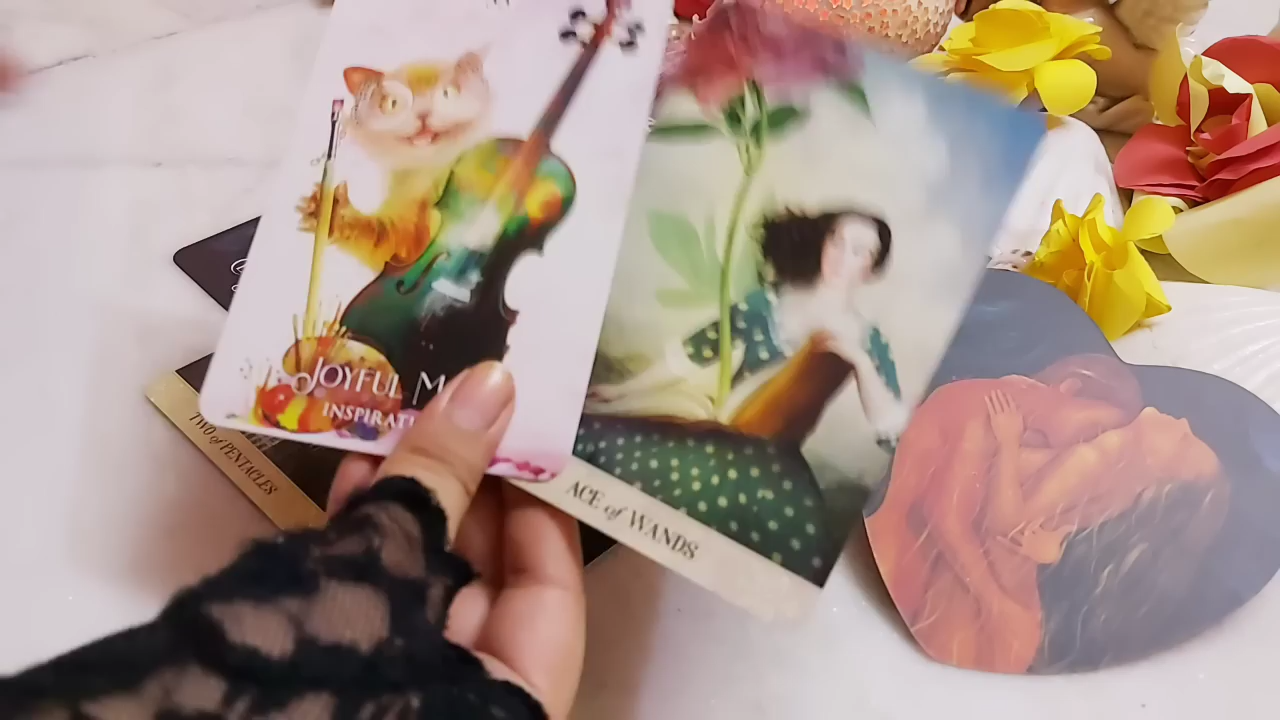 JOYFUL M
INSPIRATI
ACE of WANDS
TWO of PENTACLES